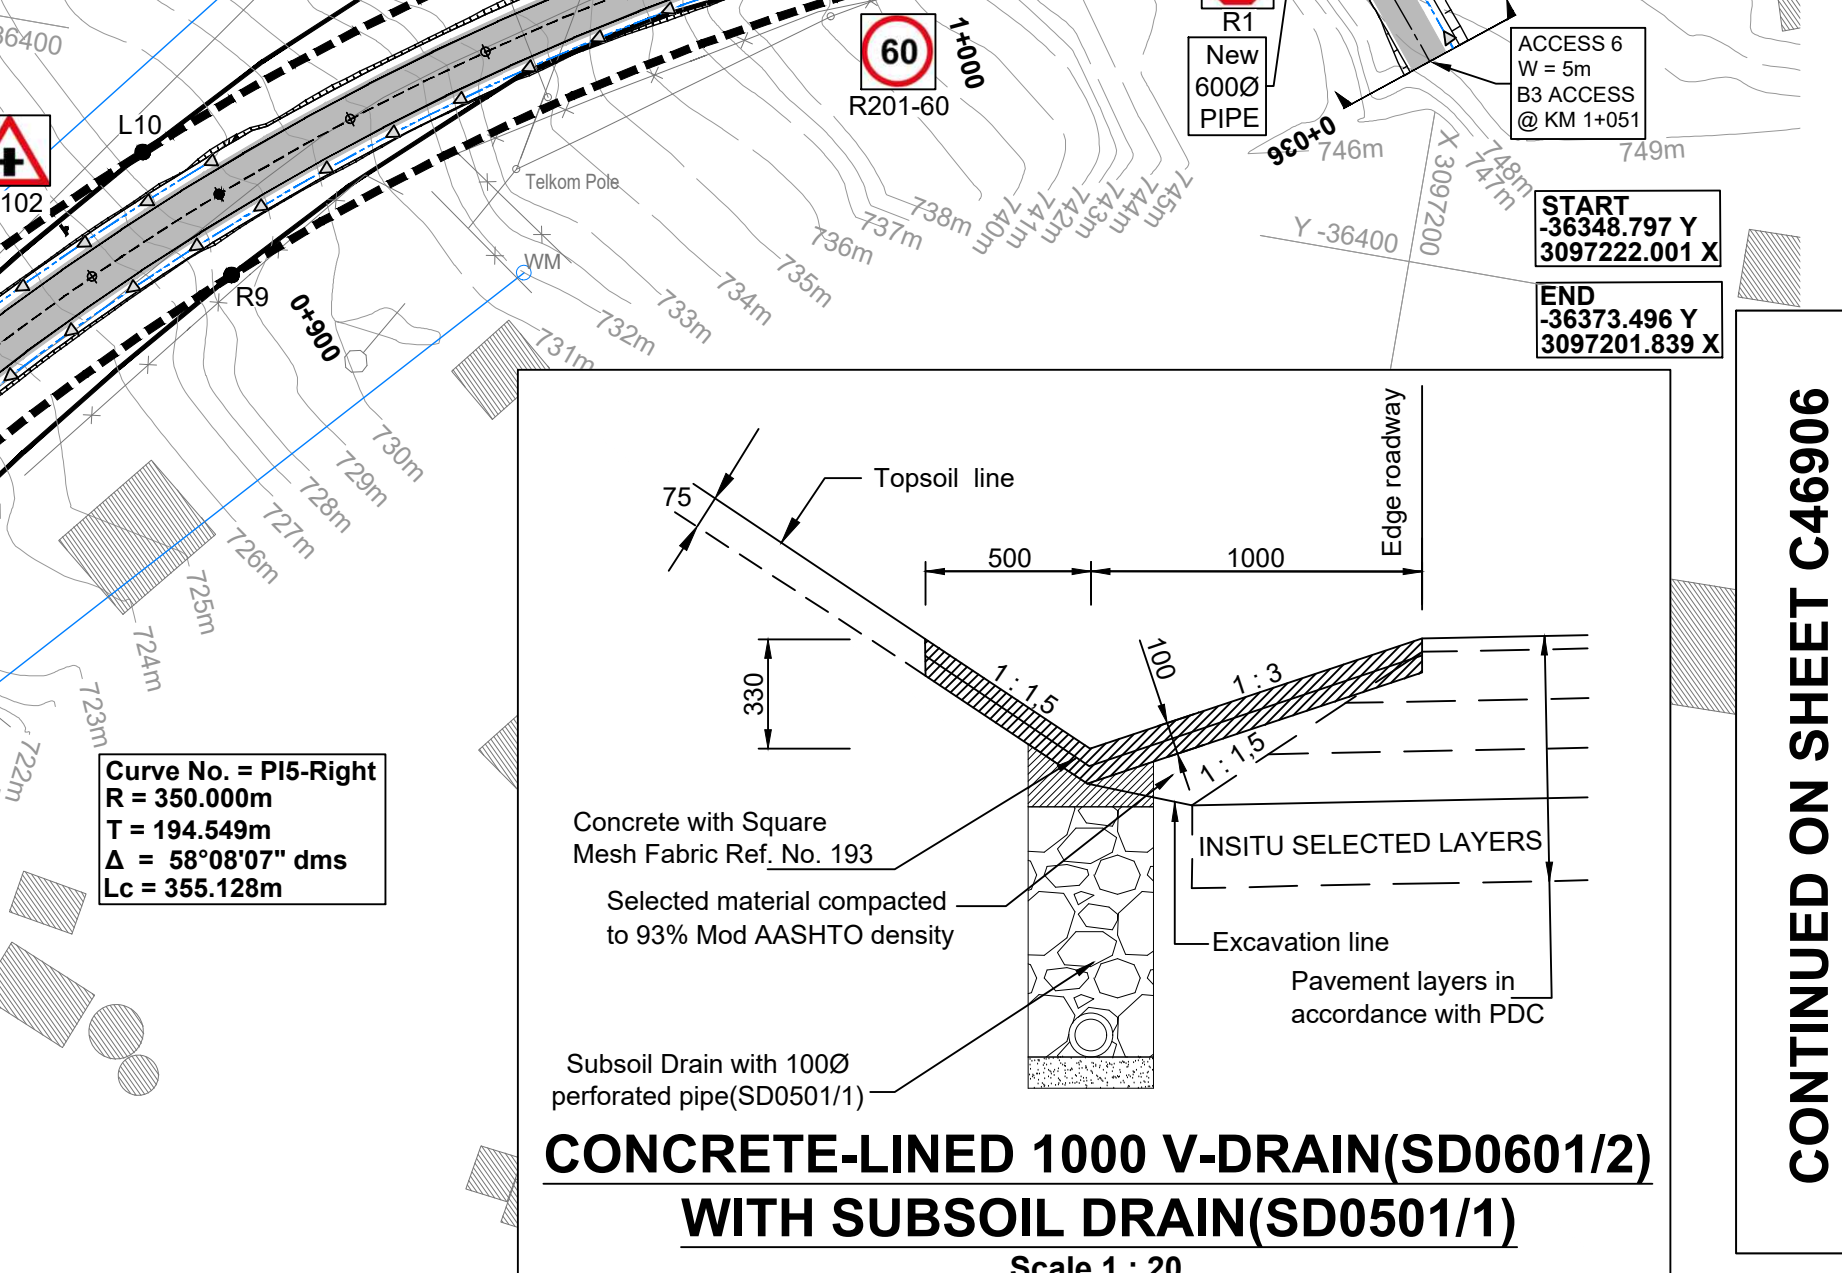 36400
L10
102
R9
0+900
Telkom Pole
WM
60
R201-60
1+000
R1
New
600Ø
PIPE
0+036
ACCESS 6
W = 5m
B3 ACCESS
@ KM 1+051
746m
X 3097200
748m
747m
749m
Y -36400
START
-36348.797 Y
3097222.001 X
END
-36373.496 Y
3097201.839 X
745m
744m
743m
742m
741m
740m
738m
737m
736m
735m
734m
733m
732m
731m
730m
729m
728m
727m
726m
725m
724m
723m
722m
Curve No. = PI5-Right
R = 350.000m
T = 194.549m
Δ = 58°08'07" dms
Lc = 355.128m
75
Topsoil line
Edge roadway
500
1000
330
1 : 1,5
100
1 : 3
1 : 1,5
Concrete with Square
Mesh Fabric Ref. No. 193
INSITU SELECTED LAYERS
Selected material compacted
to 93% Mod AASHTO density
Excavation line
Pavement layers in
accordance with PDC
Subsoil Drain with 100Ø
perforated pipe(SD0501/1)
CONCRETE-LINED 1000 V-DRAIN(SD0601/2)
WITH SUBSOIL DRAIN(SD0501/1)
Scale 1 : 20
CONTINUED ON SHEET C46906